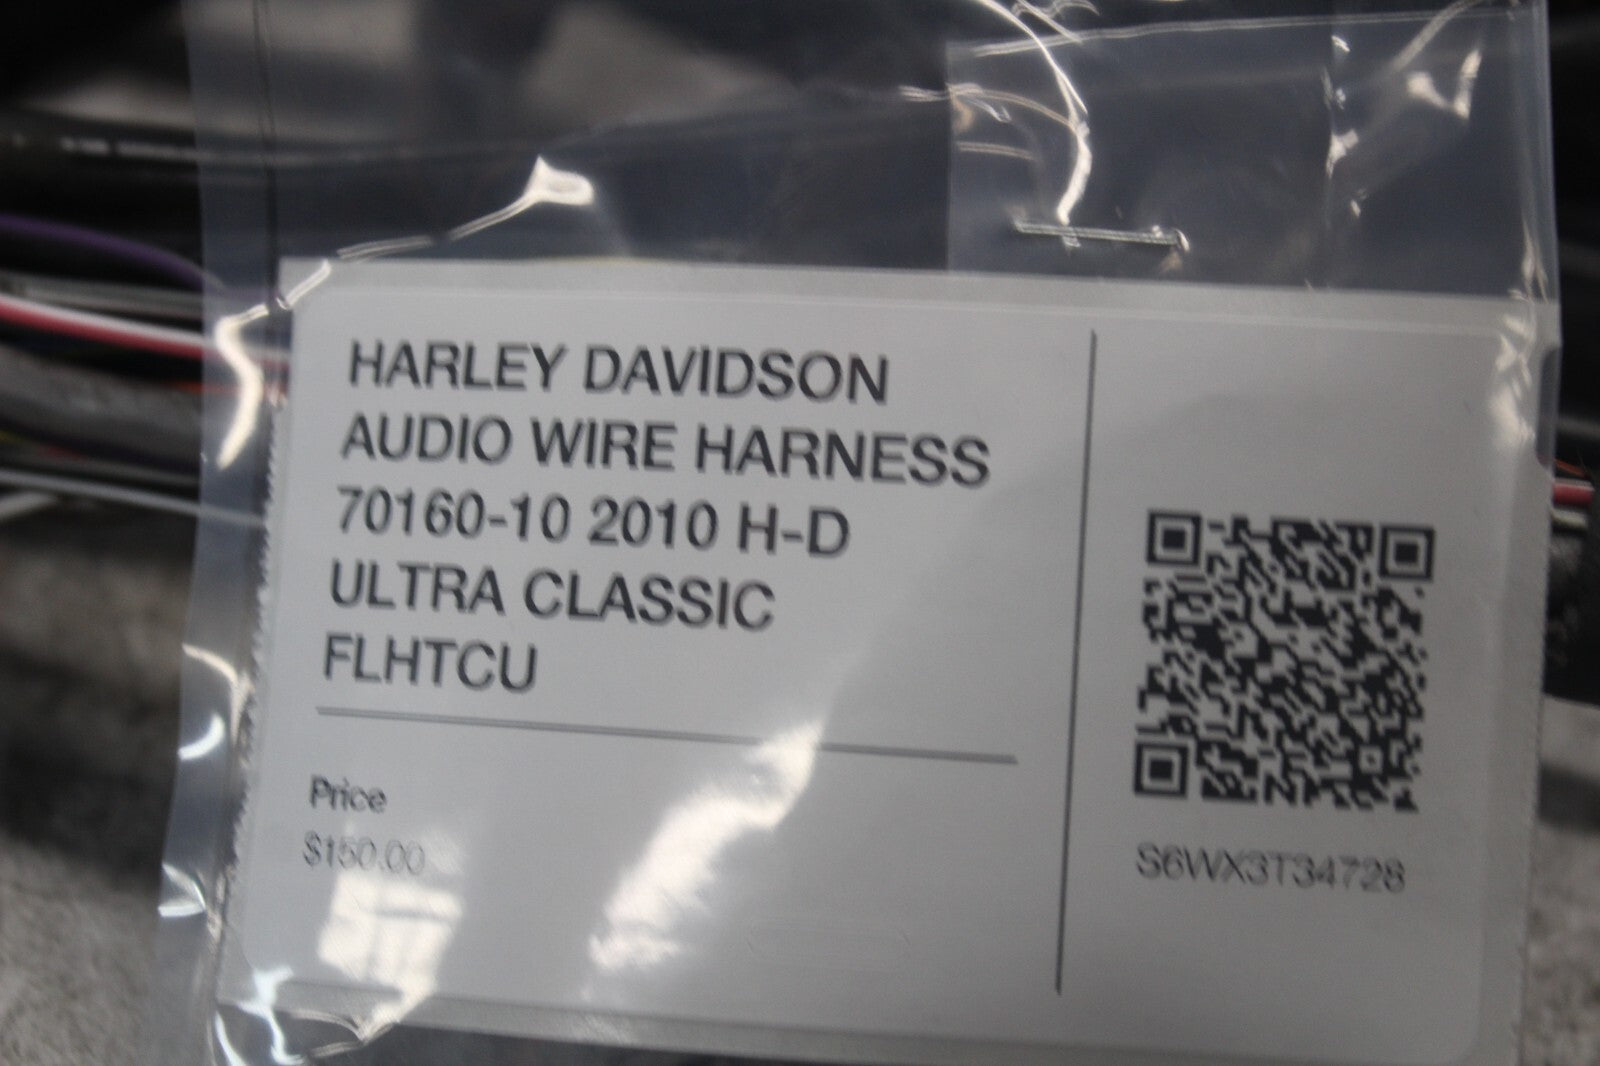 HARLEY DAVIDSON
AUDIO WIRE HARNESS
70160-10 2010 H-D
ULTRA CLASSIC
FLHTCU
Price
$150.00
S6WX3T34728